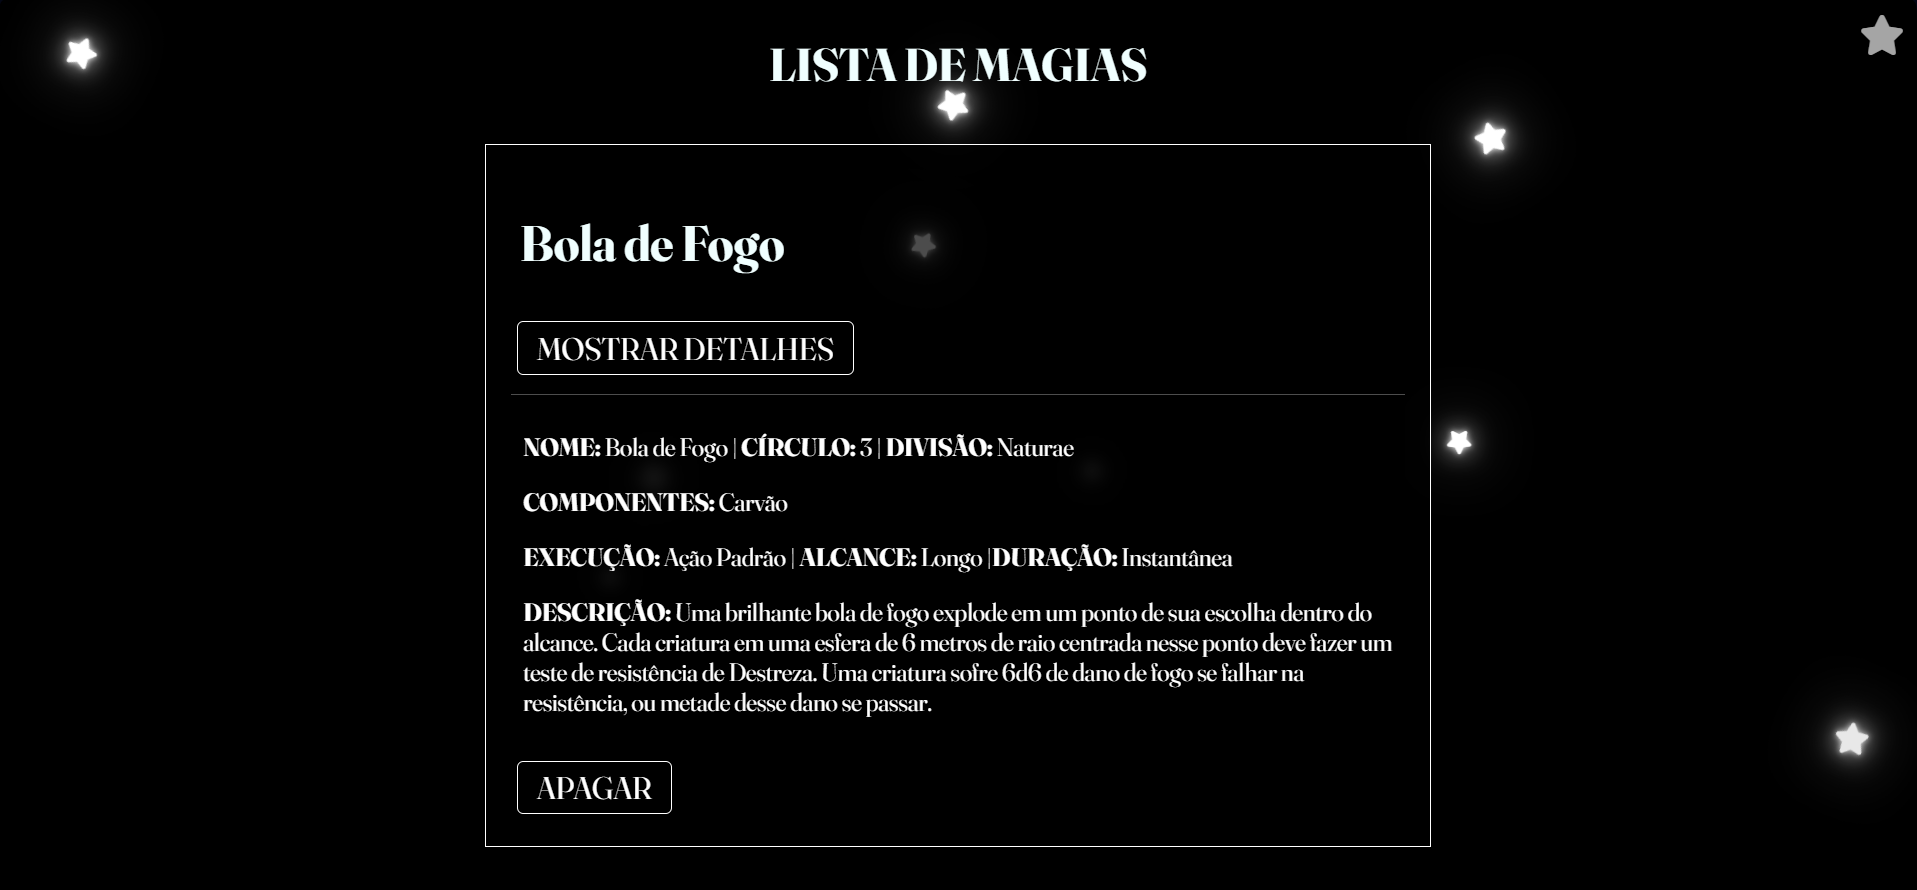 LISTA DE MAGIAS
Bola de Fogo
MOSTRAR DETALHES
NOME: Bola de Fogo | CÍRCULO: 3 | DIVISÃO: Naturae
COMPONENTES: Carvão
EXECUÇÃO: Ação Padrão | ALCANCE: Longo |DURAÇÃO: Instantânea
DESCRIÇÃO: Uma brilhante bola de fogo explode em um ponto de sua escolha dentro do
alcance. Cada criatura em uma esfera de 6 metros de raio centrada nesse ponto deve fazer um
teste de resistência de Destreza. Uma criatura sofre 6d6 de dano de fogo se falhar na
resistência, ou metade desse dano se passar.
APAGAR